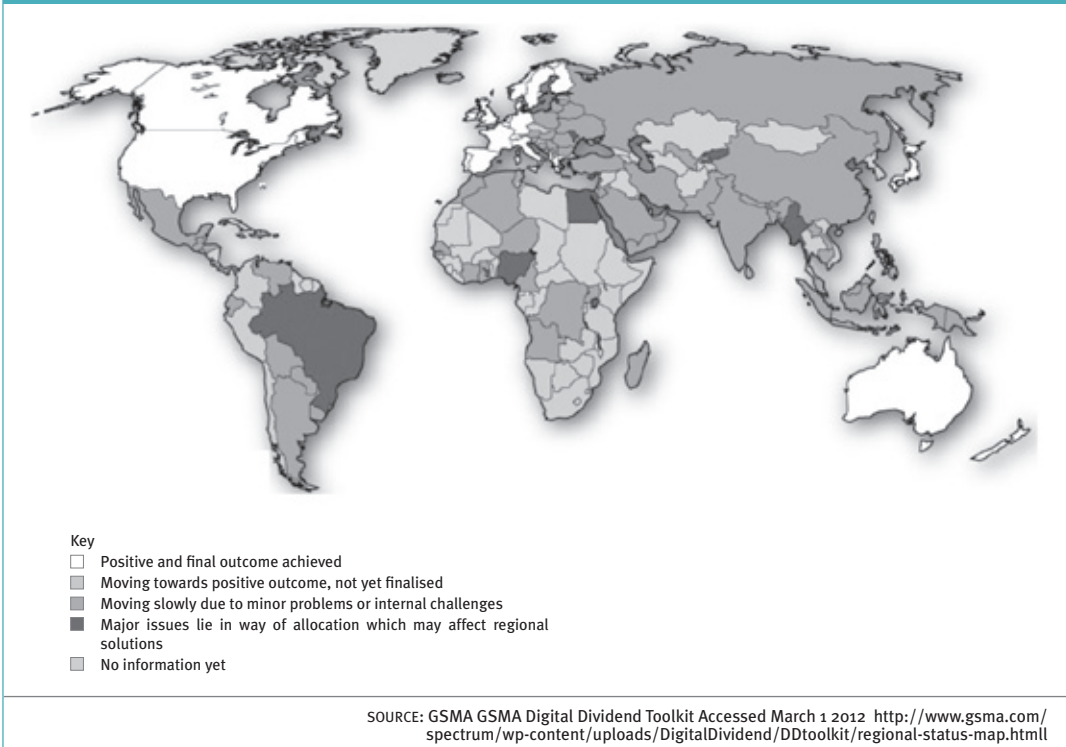 Key
Positive and final outcome achieved
Moving towards positive outcome, not yet finalised
Moving slowly due to minor problems or internal challenges
Major issues lie in way of allocation which may affect regional
solutions
No information yet
SOURCE: GSMA GSMA Digital Dividend Toolkit Accessed March 1 2012 http://www.gsma.com/
spectrum/wp-content/uploads/DigitalDividend/DDtoolkit/regional-status-map.htmll